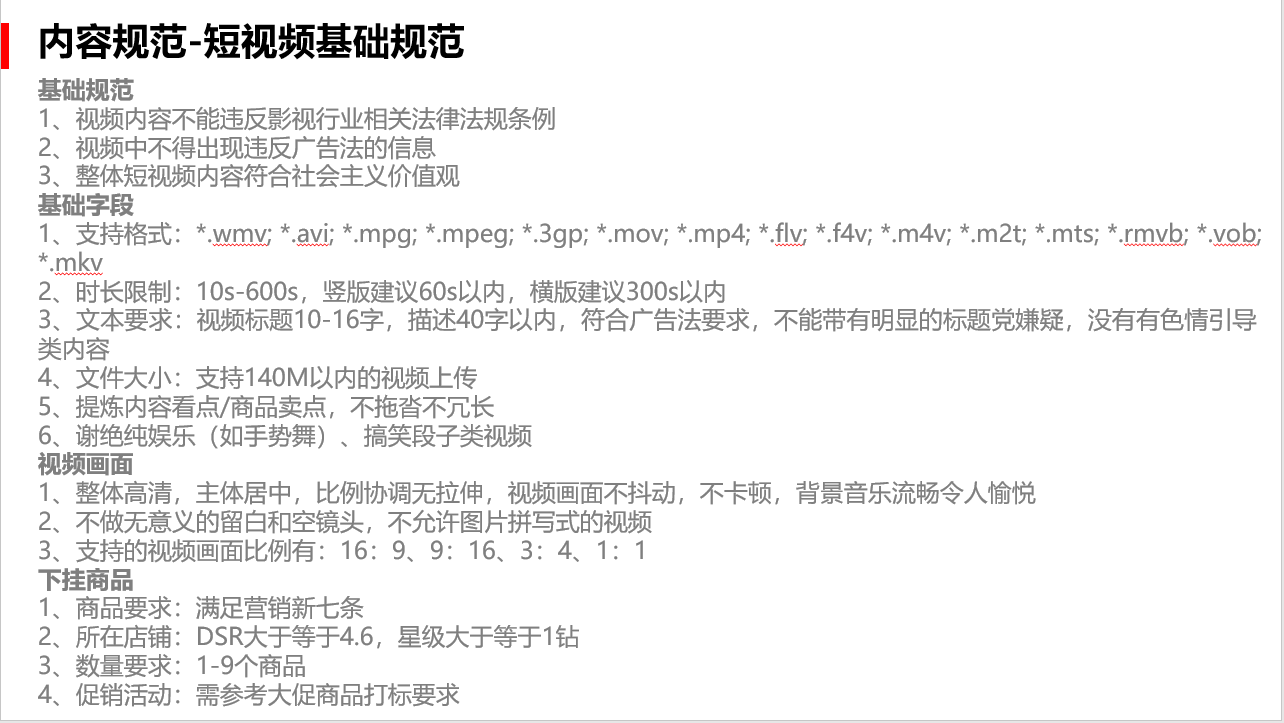 内容规范-短视频基础规范
基础规范
1、视频内容不能违反影视行业相关法律法规条例
2、视频中不得出现违反广告法的信息
3、整体短视频内容符合社会主义价值观
基础字段
1、支持格式：*.wmv; *.avi; *.mpg; *.mpeg; *.3gp; *.mov; *.mp4; *.flv; *.f4v; *.m4v; *.m2t; *.mts; *.rmvb; *.vob;
*.mkv
2、时长限制：10s-600s，竖版建议60s以内，横版建议300s以内
3、文本要求：视频标题10-16字，描述40字以内，符合广告法要求，不能带有明显的标题党嫌疑，没有有色情引导
类内容
4、文件大小：支持140M以内的视频上传
5、提炼内容看点/商品卖点，不拖沓不冗长
6、谢绝纯娱乐（如手势舞）、搞笑段子类视频
视频画面
1、整体高清，主体居中，比例协调无拉伸，视频画面不抖动，不卡顿，背景音乐流畅令人愉悦
2、不做无意义的留白和空镜头，不允许图片拼写式的视频
3、支持的视频画面比例有：16：9、9：16、3：4、1：1
下挂商品
1、商品要求：满足营销新七条
2、所在店铺：DSR大于等于4.6，星级大于等于1钻
3、数量要求：1-9个商品
4、促销活动：需参考大促商品打标要求